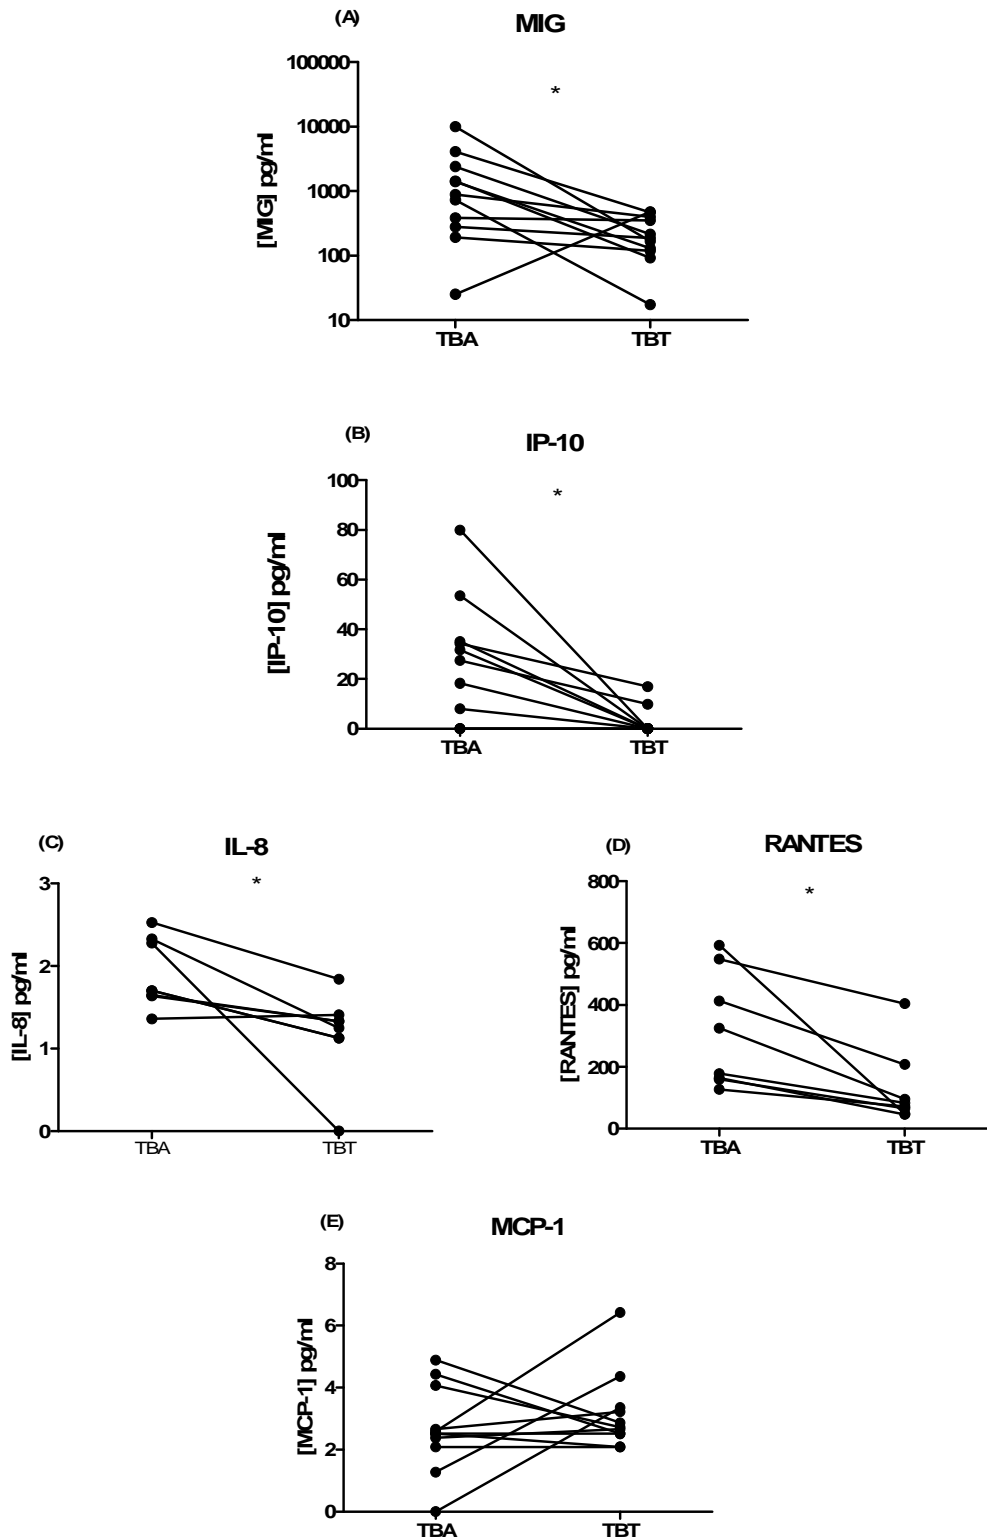 (A)
MIG
100000
*
10000
1000
100
10
[MIG] pg/ml
TBA TBT
(B)
IP-10
100
*
80
60
40
20
0
[IP-10] pg/ml
TBA TBT
(C)
IL-8
3
*
2
1
0
[IL-8] pg/ml
TBA TBT
(D)
RANTES
800
*
600
400
200
0
[RANTES] pg/ml
TBA TBT
(E)
MCP-1
8
6
4
2
0
[MCP-1] pg/ml
TBA TBT